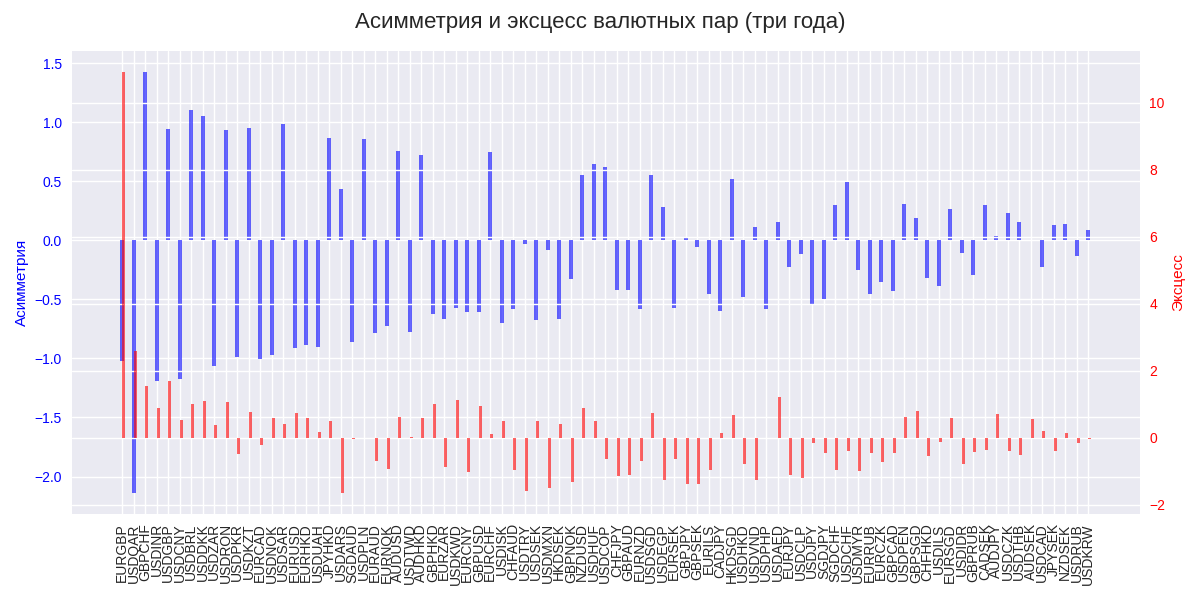 Асимметрия и эксцесс валютных пар (три года)
Асимметрия
1.5
1.0
0.5
0.0
−0.5
−1.0
−1.5
−2.0
10
8
6
4
2
0
−2
Эксцесс
EURGBP
USDQAR
GBPCHF
USDINR
USDGBP
USDCNY
USDBRL
USDDKK
USDZAR
USDRON
USDPKR
USDKZT
EURCAD
USDNOK
USDSAR
EURUSD
EURHKD
USDUAH
JPYHKD
USDARS
SGDAUD
USDPLN
EURAUD
EURNOK
AUDUSD
USDTWD
AUDHKD
GBPHKD
EURZAR
USDKWD
EURCNY
GBPUSD
EURCHF
USDISK
CHFAUD
USDTRY
USDSEK
USDMXN
HKDSEK
GBPNOK
NZDUSD
USDHUF
USDCOP
CHFJPY
GBPAUD
EURNZD
USDSGD
USDEGP
EURSEK
GBPJPY
GBPSEK
EURILS
CADJPY
HKDSGD
USDHKD
USDVND
USDPHP
USDAED
EURJPY
USDCLP
USDJPY
SGDJPY
SGDCHF
USDCHF
USDMYR
EURRUB
EURCZK
GBPCAD
USDPEN
GBPSGD
CHFHKD
USDILS
EURSGD
USDIDR
GBPRUB
CADDKK
AUDJPY
USDCZK
USDTHB
AUDSEK
USDCAD
JPYSEK
NZDSEK
USDRUB
USDKRW